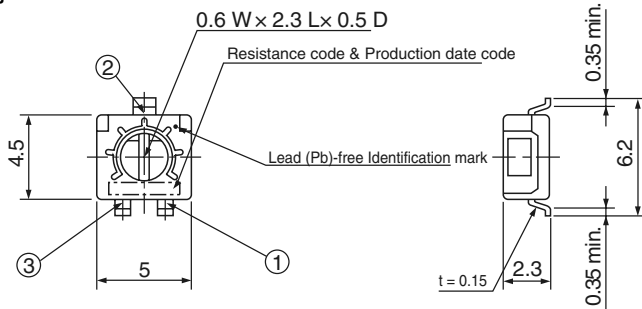 0.6 W × 2.3 L× 0.5 D
Resistance code & Production date code
0.35 min.
②
4.5
Lead (Pb)-free Identification mark
6.2
③
①
5
t = 0.15
2.3
0.35 min.